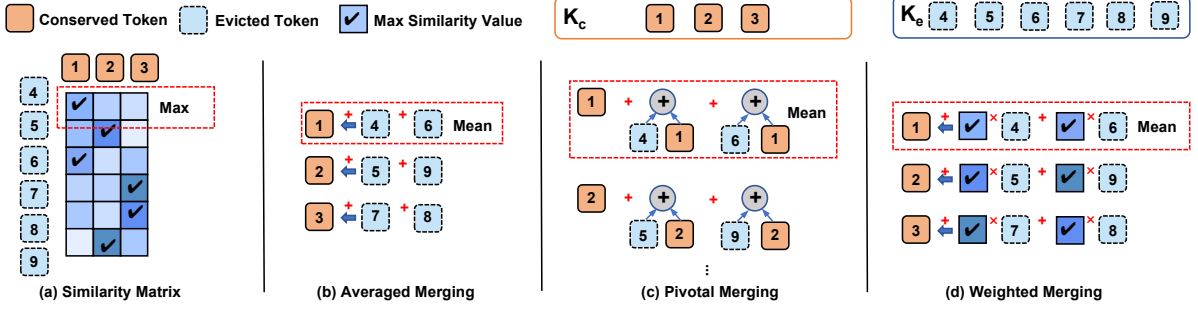 Conserved Token Evicted Token Max Similarity Value
K_c 1 2 3
K_e 4 5 6 7 8 9
1 2 3
4
5
6
7
8
9
Max
(a) Similarity Matrix
1 + 4 + 6 Mean
2 + 5 + 9
3 + 7 + 8
(b) Averaged Merging
1 + + + +
4 1 6 1
Mean
2 + + + +
5 2 9 2
⋮
(c) Pivotal Merging
1 + × 4 + × 6 Mean
2 + × 5 + × 9
3 + × 7 + × 8
(d) Weighted Merging